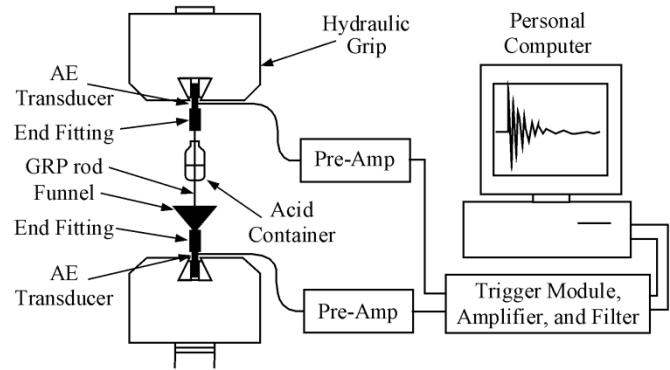 Hydraulic
Grip
Personal
Computer
AE
Transducer
End Fitting
Pre-Amp
GRP rod
Funnel
Acid
Container
End Fitting
AE
Transducer
Pre-Amp
Trigger Module,
Amplifier, and Filter